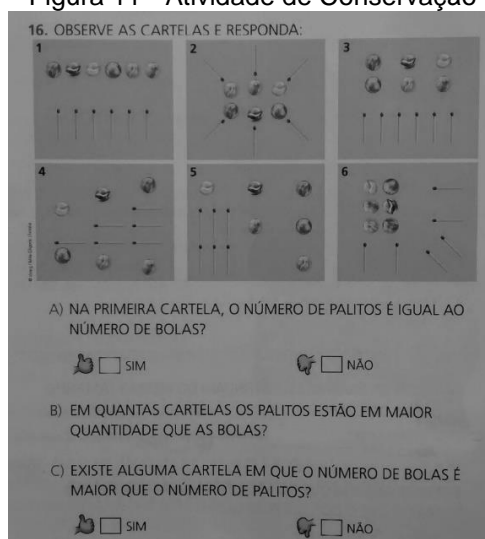 Figura 11 - Atividade de Conservação
16. OBSERVE AS CARTELAS E RESPONDA:
1
2
3
4
5
6
A) NA PRIMEIRA CARTELA, O NÚMERO DE PALITOS É IGUAL AO
NÚMERO DE BOLAS?
SIM
NÃO
B) EM QUANTAS CARTELAS OS PALITOS ESTÃO EM MAIOR
QUANTIDADE QUE AS BOLAS?
C) EXISTE ALGUMA CARTELA EM QUE O NÚMERO DE BOLAS É
MAIOR QUE O NÚMERO DE PALITOS?
SIM
NÃO